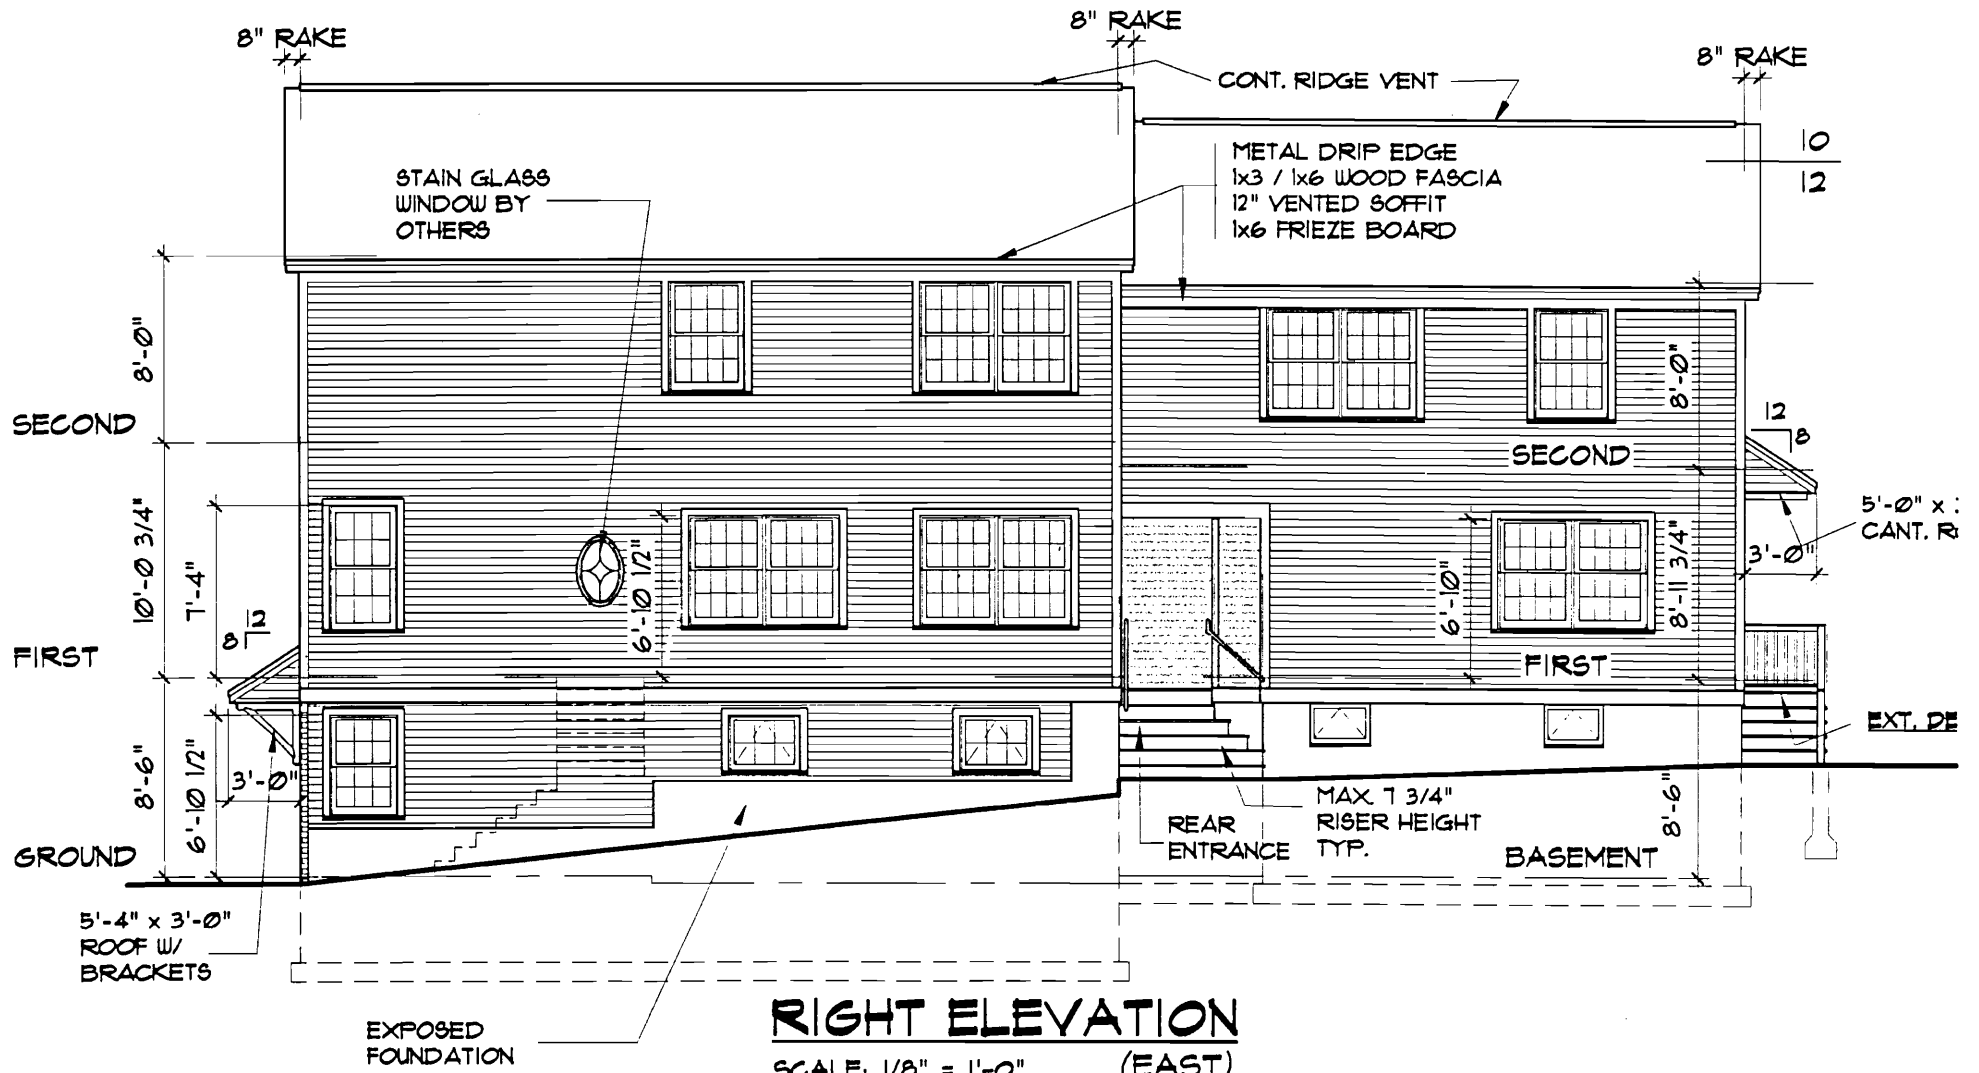 8" RAKE
8" RAKE
8" RAKE
CONT. RIDGE VENT
METAL DRIP EDGE
1x3 / 1x6 WOOD FASCIA
12" VENTED SOFFIT
1x6 FRIEZE BOARD
10
12
STAIN GLASS
WINDOW BY
OTHERS
8'-0"
8'-0"
SECOND
SECOND
12
8
10'-0 3/4"
7'-4"
6'-10 1/2"
6'-10"
8'-11 3/4"
5'-0" x
CANT.
3'-0"
12
8
FIRST
FIRST
EXT.
8'-6"
6'-10 1/2"
3'-0"
8'-6"
MAX. 7 3/4"
RISER HEIGHT
TYP.
REAR
ENTRANCE
GROUND
BASEMENT
5'-4" x 3'-0"
ROOF W/
BRACKETS
EXPOSED
FOUNDATION
RIGHT ELEVATION
SCALE: 1/8" = 1'-0" (EAST)